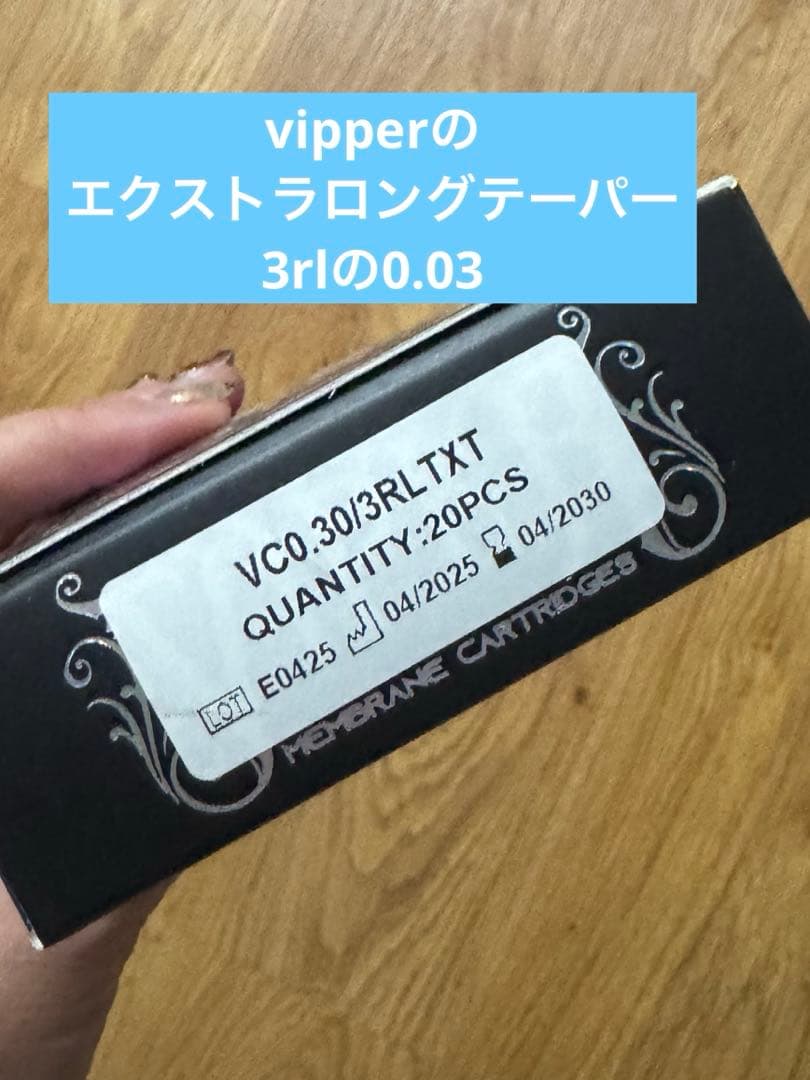 vipperの
エクストラロングテーパー
3rlの0.03
VC0.30/3RLTXT
QUANTITY:20PCS
LOT E0425 04/2025 04/2030
MEMBRANE CARTRIDGES